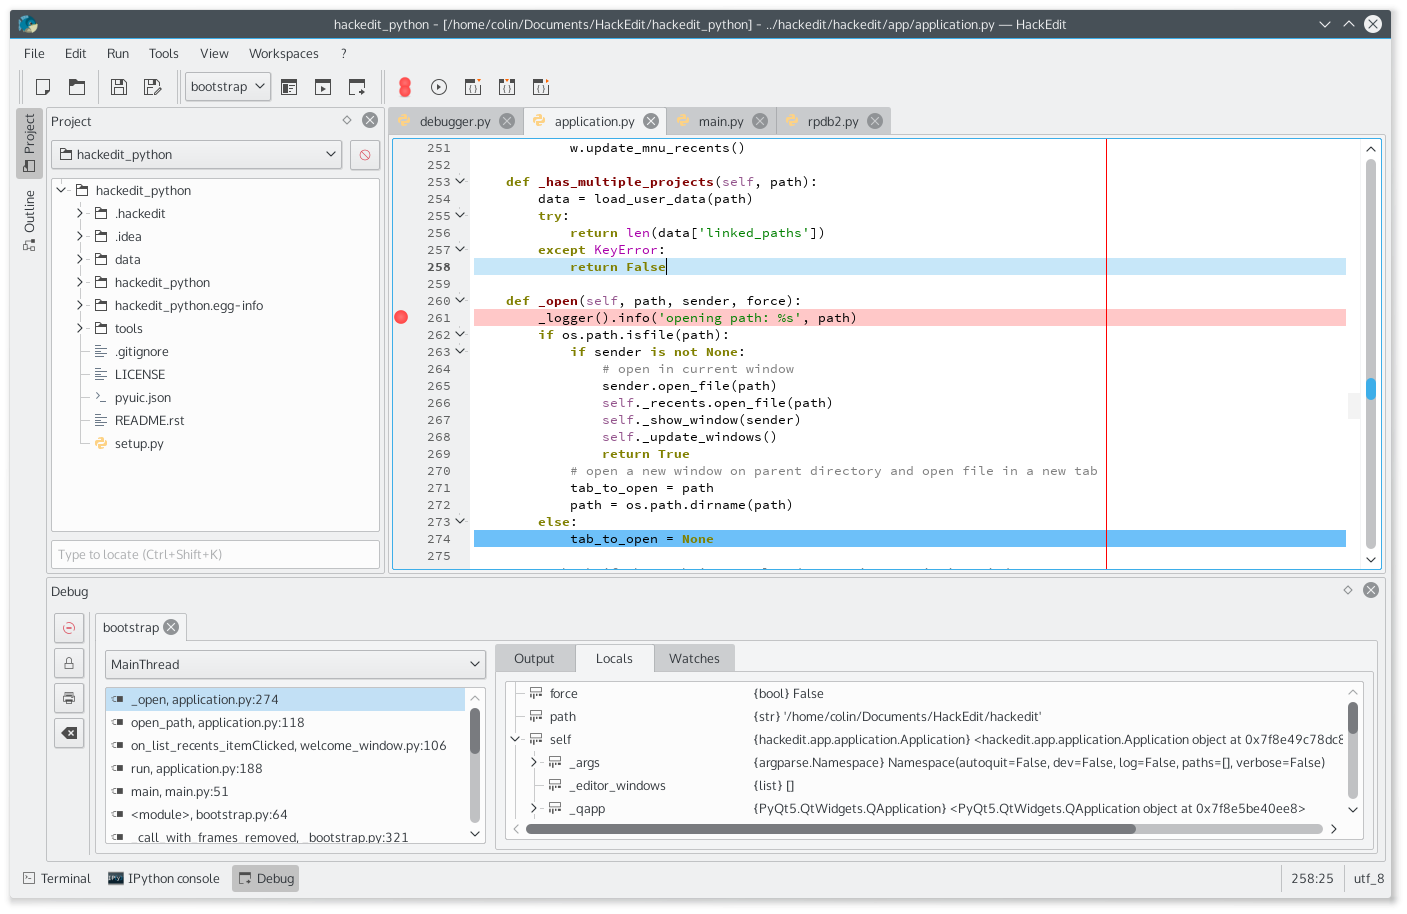 hackedit_python - [/home/colin/Documents/HackEdit/hackedit_python] - ../hackedit/hackedit/app/application.py — HackEdit
File Edit Run Tools View Workspaces ?
bootstrap
Project
Outline
Project
hackedit_python
hackedit_python
.hackedit
.idea
data
hackedit_python
hackedit_python.egg-info
tools
.gitignore
LICENSE
pyuic.json
README.rst
setup.py
Type to locate (Ctrl+Shift+K)
debugger.py application.py main.py rpdb2.py
251 w.update_mnu_recents()
252
253 def _has_multiple_projects(self, path):
254 data = load_user_data(path)
255 try:
256 return len(data['linked_paths'])
257 except KeyError:
258 return False
259
260 def _open(self, path, sender, force):
261 _logger().info('opening path: %s', path)
262 if os.path.isfile(path):
263 if sender is not None:
264 # open in current window
265 sender.open_file(path)
266 self._recents.open_file(path)
267 self._show_window(sender)
268 self._update_windows()
269 return True
270 # open a new window on parent directory and open file in a new tab
271 tab_to_open = path
272 path = os.path.dirname(path)
273 else:
274 tab_to_open = None
275
Debug
bootstrap
MainThread
_open, application.py:274
open_path, application.py:118
on_list_recents_itemClicked, welcome_window.py:106
run, application.py:188
main, main.py:51
<module>, bootstrap.py:64
_call_with_frames_removed, _bootstrap.py:321
Output Locals Watches
force {bool} False
path {str} '/home/colin/Documents/HackEdit/hackedit'
self {hackedit.app.application.Application} <hackedit.app.application.Application object at 0x7f8e49c78dc8
_args {argparse.Namespace} Namespace(autoquit=False, dev=False, log=False, paths=[], verbose=False)
_editor_windows {list} []
_qapp {PyQt5.QtWidgets.QApplication} <PyQt5.QtWidgets.QApplication object at 0x7f8e5be40ee8>
Terminal IPython console Debug 258:25 utf_8